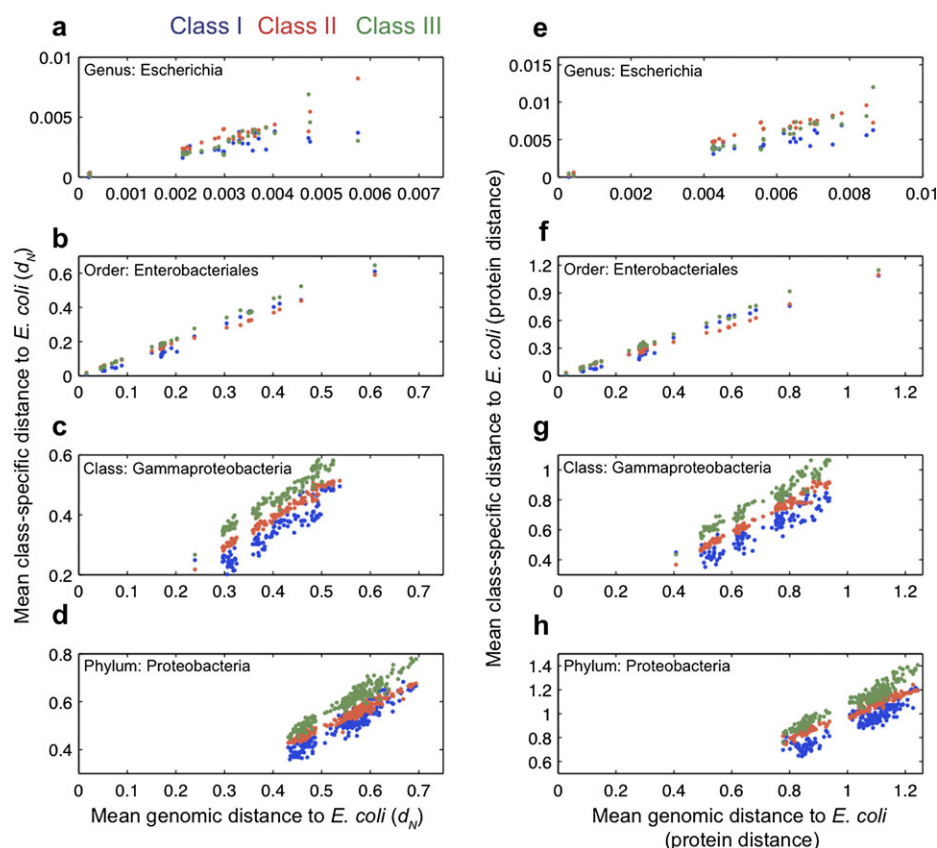 Class I Class II Class III
a
Genus: Escherichia
0.01
0.005
0
0 0.001 0.002 0.003 0.004 0.005 0.006 0.007
b
Order: Enterobacteriales
0.6
0.4
0.2
0
0 0.1 0.2 0.3 0.4 0.5 0.6 0.7
c
Class: Gammaproteobacteria
0.6
0.4
0.2
0 0.1 0.2 0.3 0.4 0.5 0.6 0.7
d
Phylum: Proteobacteria
0.8
0.6
0.4
0 0.1 0.2 0.3 0.4 0.5 0.6 0.7
Mean class-specific distance to E. coli (dN)
Mean genomic distance to E. coli (dN)
e
Genus: Escherichia
0.015
0.01
0.005
0
0 0.002 0.004 0.006 0.008 0.01
f
Order: Enterobacteriales
1.2
0.9
0.6
0.3
0
0 0.2 0.4 0.6 0.8 1 1.2
g
Class: Gammaproteobacteria
1
0.8
0.6
0.4
0 0.2 0.4 0.6 0.8 1 1.2
h
Phylum: Proteobacteria
1.4
1.2
1
0.8
0.6
0 0.2 0.4 0.6 0.8 1 1.2
Mean class-specific distance to E. coli (protein distance)
Mean genomic distance to E. coli
(protein distance)